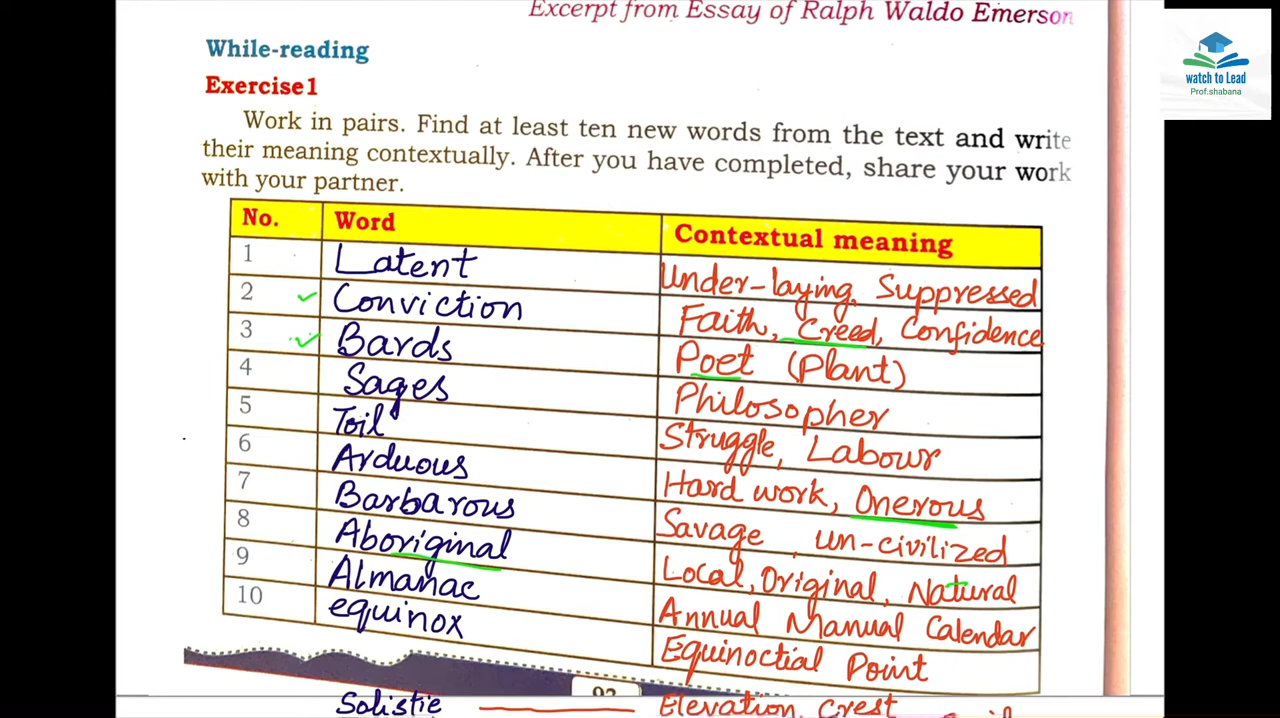 Excerpt from Essay of Ralph Waldo Emerson
watch to Lead
Prof.shabana
While-reading
Exercise1
Work in pairs. Find at least ten new words from the text and write
their meaning contextually. After you have completed, share your work
with your partner.
No. Word Contextual meaning
1 Latent Under-laying, Suppressed
2 Conviction Faith, Creed, Confidence
3 Bards Poet (Plant)
4 Sages Philosopher
5 Toil Struggle, Labour
6 Arduous Hard work, Onerous
7 Barbarous Savage, un-civilized
8 Aboriginal Local, Original, Natural
9 Almanac Annual Manual Calendar
10 equinox Equinoctial Point
Solistie Elevation, Crest